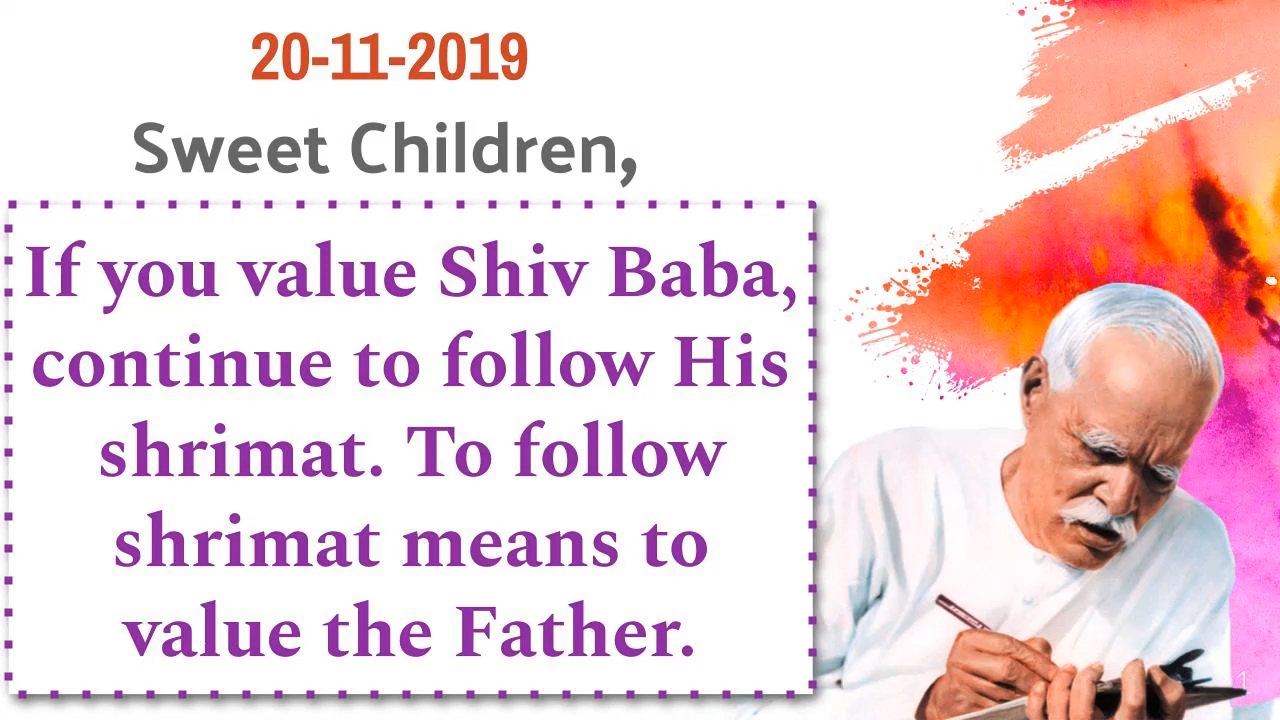 20-11-2019
Sweet Children,
If you value Shiv Baba,
continue to follow His
shrimat. To follow
shrimat means to
value the Father.
1